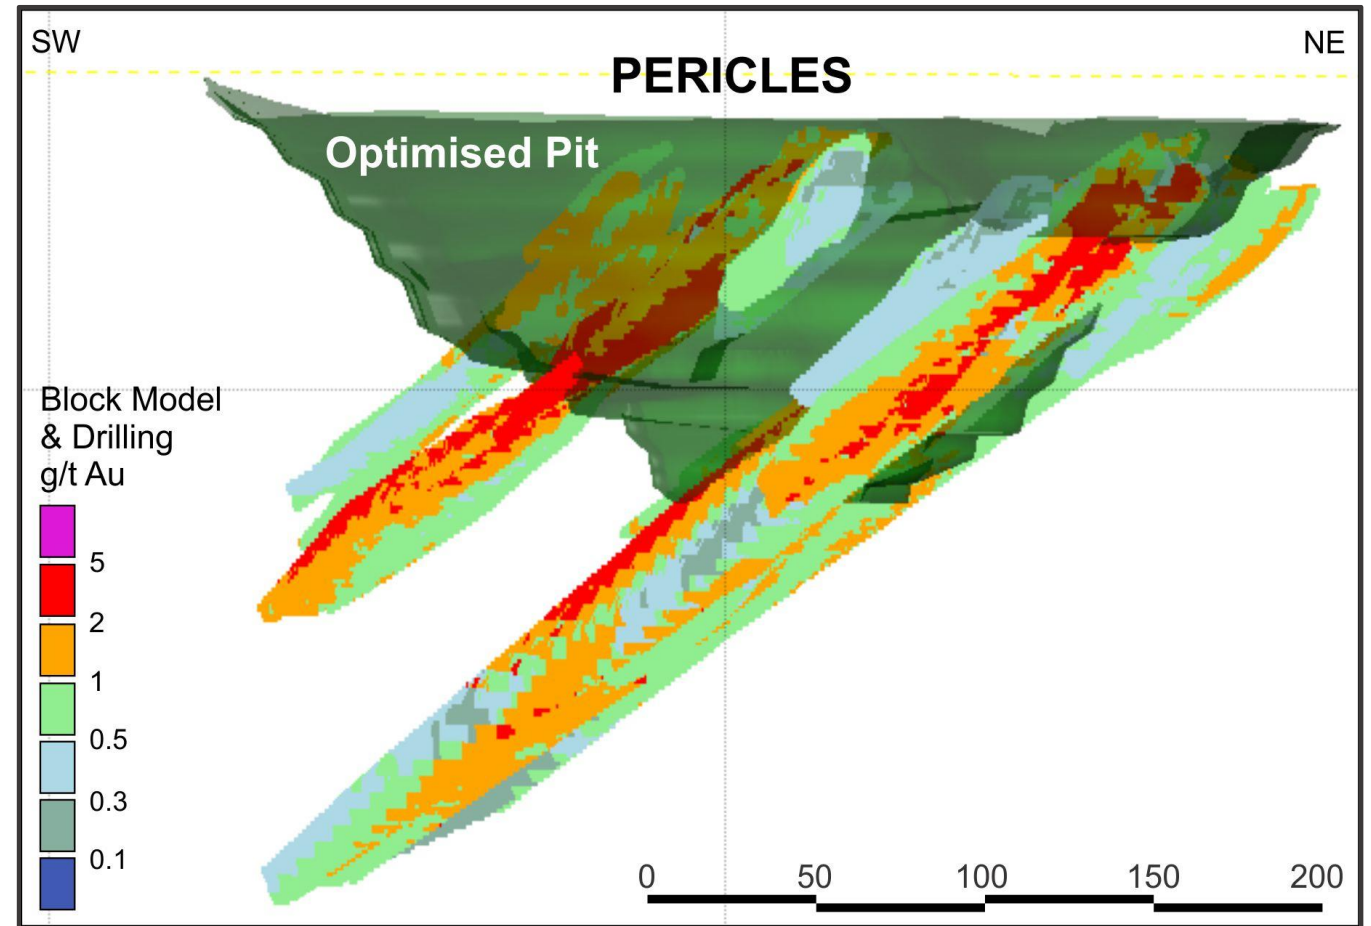 SW
NE
PERICLES
Optimised Pit
Block Model
& Drilling
g/t Au
5
2
1
0.5
0.3
0.1
0 50 100 150 200